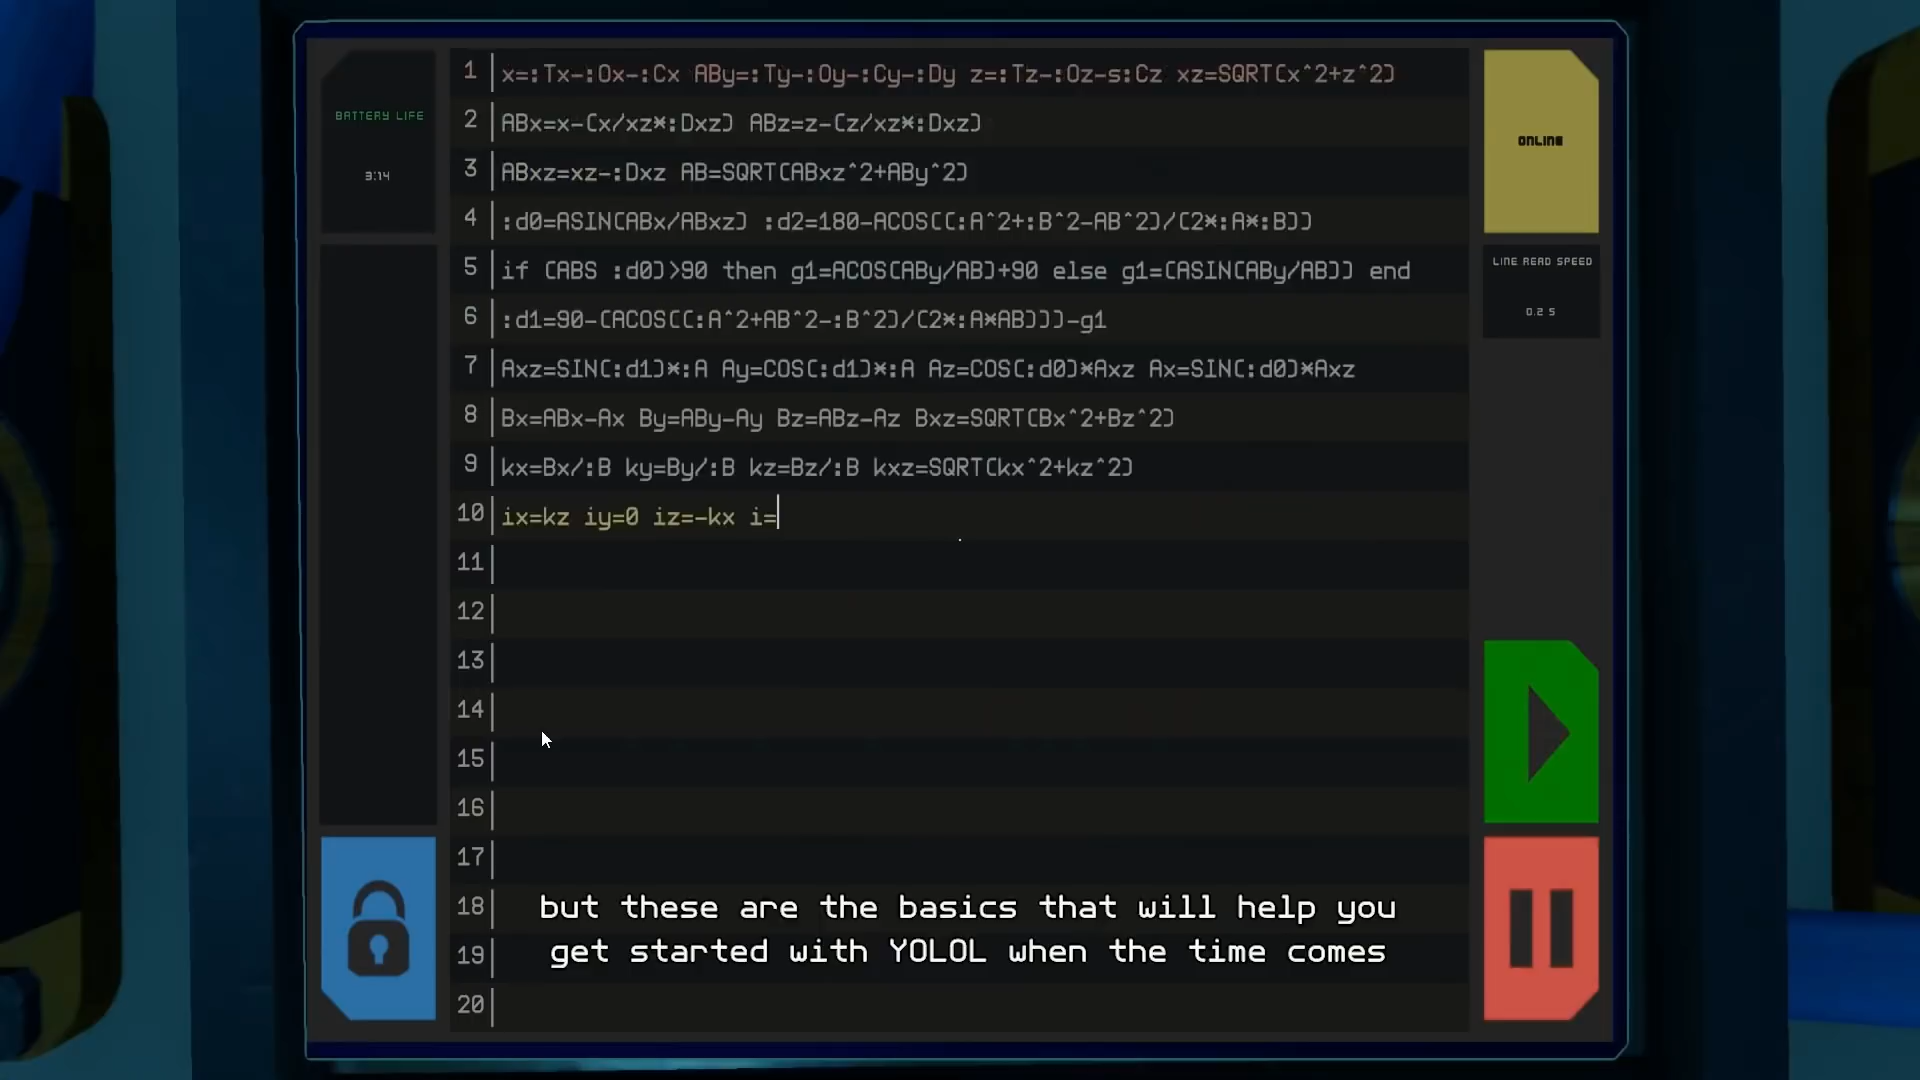 BATTERY LIFE
3:14
1 x=:Tx-:Ox-:Cx ABy=:Ty-:Oy-:Cy-:Dy z=:Tz-:Oz-s:Cz xz=SQRT(x^2+z^2)
2 ABx=x-(x/xz*:Dxz) ABz=z-(z/xz*:Dxz)
3 ABxz=xz-:Dxz AB=SQRT(ABxz^2+ABy^2)
4 :d0=ASIN(ABx/ABxz) :d2=180-ACOS((:A^2+:B^2-AB^2)/(2*:A*:B))
5 if (ABS :d0)>90 then g1=ACOS(ABy/AB)+90 else g1=(ASIN(ABy/AB)) end
6 :d1=90-(ACOS((:A^2+AB^2-:B^2)/(2*:A*AB)))-g1
7 Axz=SIN(:d1)*:A Ay=COS(:d1)*:A Az=COS(:d0)*Axz Ax=SIN(:d0)*Axz
8 Bx=ABx-Ax By=ABy-Ay Bz=ABz-Az Bxz=SQRT(Bx^2+Bz^2)
9 kx=Bx/:B ky=By/:B kz=Bz/:B kxz=SQRT(kx^2+kz^2)
10 ix=kz iy=0 iz=-kx i=
11
12
13
14
15
16
17
18
19
20
but these are the basics that will help you
get started with YOLOL when the time comes
ONLINE
LINE READ SPEED
0.2 S